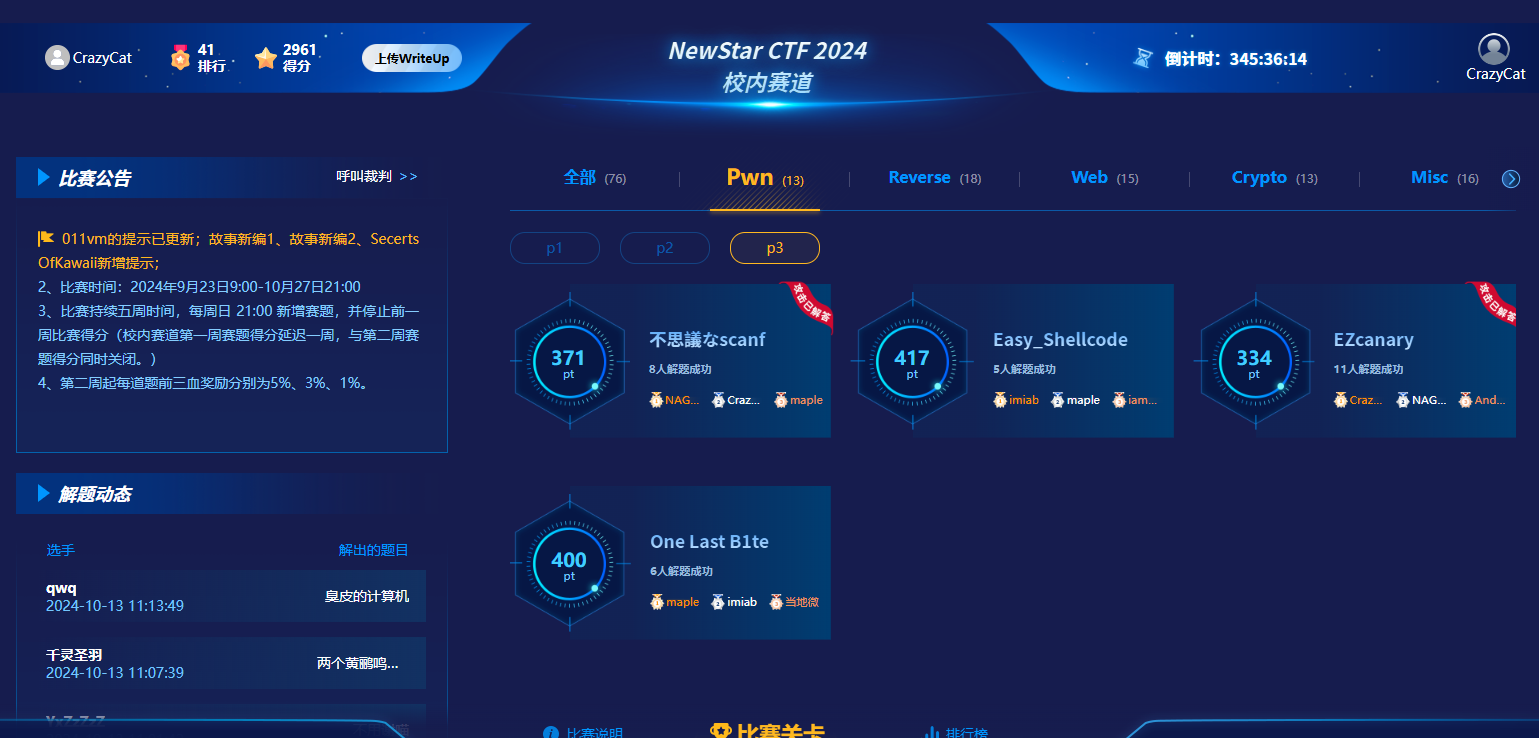 CrazyCat
41
排行
2961
得分
上传WriteUp
NewStar CTF 2024
校内赛道
倒计时：345:36:14
CrazyCat
比赛公告
呼叫裁判 >>
011vm的提示已更新；故事新编1、故事新编2、Secerts
OfKawaii新增提示；
2、比赛时间：2024年9月23日9:00-10月27日21:00
3、比赛持续五周时间，每周日 21:00 新增赛题，并停止前一
周比赛得分（校内赛道第一周赛题得分延迟一周，与第二周赛
题得分同时关闭。）
4、第二周起每道题前三血奖励分别为5%、3%、1%。
解题动态
选手 解出的题目
qwq
2024-10-13 11:13:49
臭皮的计算机
千灵圣羽
2024-10-13 11:07:39
两个黄鹂鸣...
全部 (76)
Pwn (13)
Reverse (18)
Web (15)
Crypto (13)
Misc (16)
p1 p2 p3
371
pt
不思議なscanf
8人解题成功
NAG... Craz... maple
攻击已解答
417
pt
Easy_Shellcode
5人解题成功
imiab maple iam...
334
pt
EZcanary
11人解题成功
Craz... NAG... And...
攻击已解答
400
pt
One Last B1te
6人解题成功
maple imiab 当地微
比赛说明
比赛关卡
排行榜